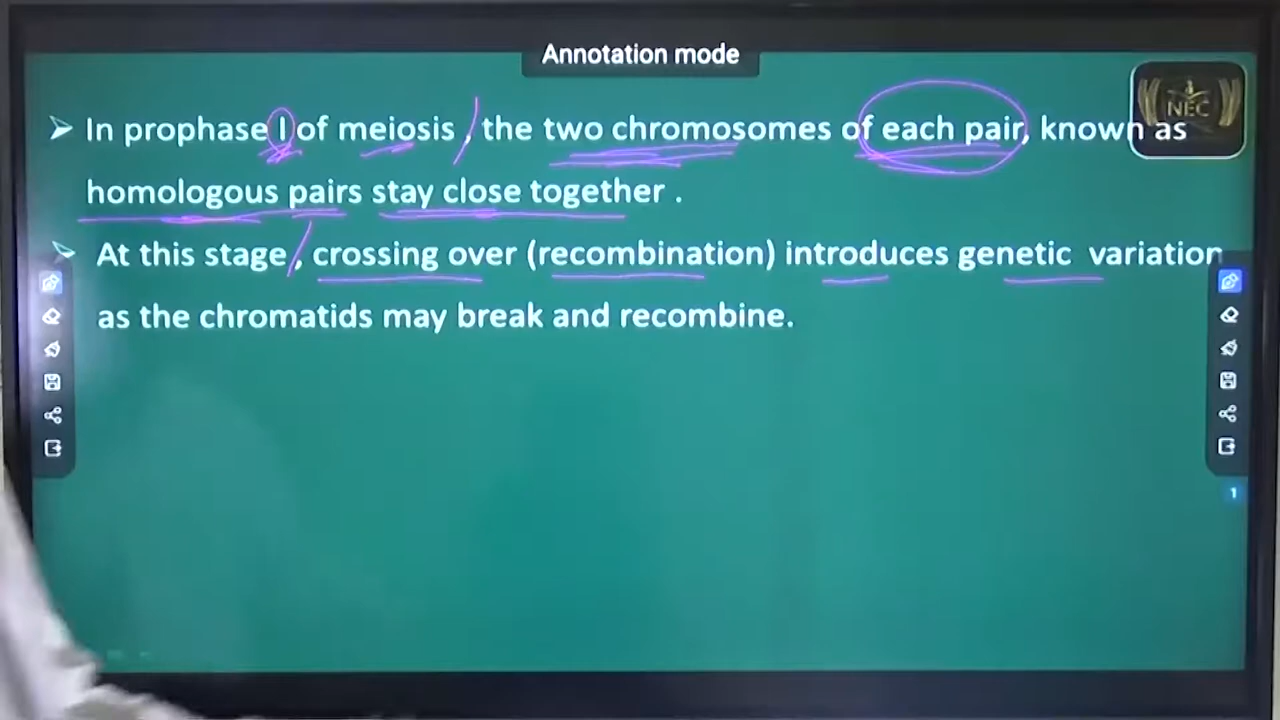 Annotation mode
NEC
In prophase I of meiosis , the two chromosomes of each pair, known as
homologous pairs stay close together .
At this stage , crossing over (recombination) introduces genetic variation
as the chromatids may break and recombine.
1